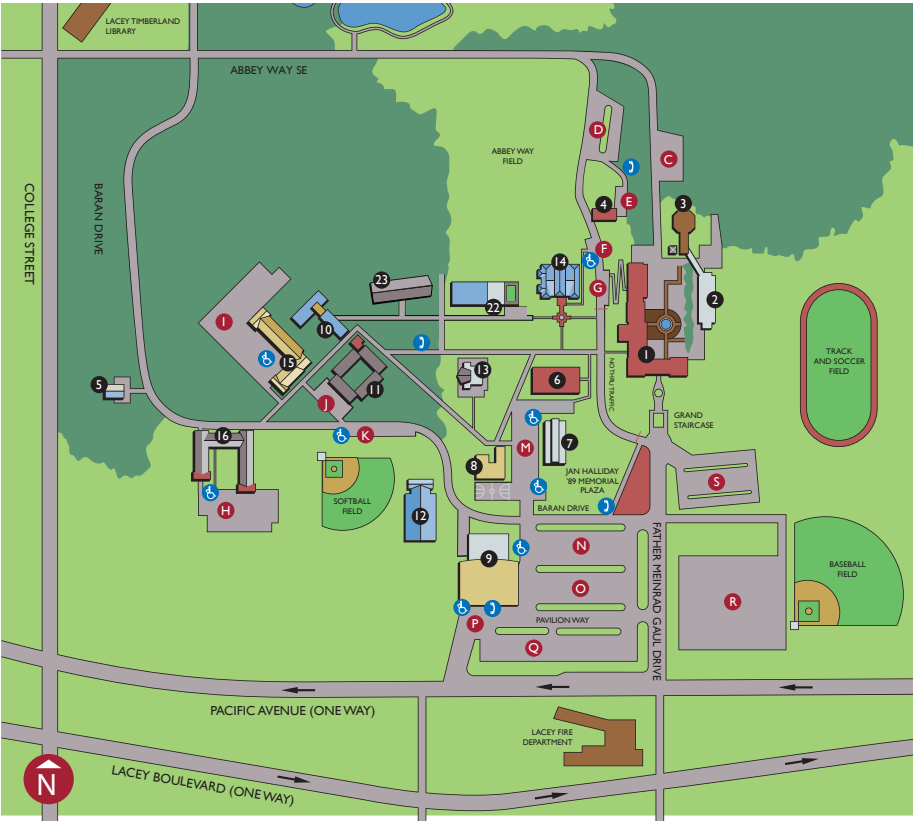 LACEY TIMBERLAND
LIBRARY
ABBEY WAY SE
COLLEGE STREET
BARAN DRIVE
ABBEY WAY
FIELD
D
C
E
4
3
F
14
G
23
22
2
I
10
15
11
1
5
J
13
6
NO THRU TRAFFIC
TRACK
AND SOCCER
FIELD
16
K
M
7
8
GRAND
STAIRCASE
JAN HALLIDAY
'89 MEMORIAL
PLAZA
S
H
SOFTBALL
FIELD
12
BARAN DRIVE
9
N
O
P
PAVILION WAY
Q
FATHER MEINRAD GAUL DRIVE
R
BASEBALL
FIELD
PACIFIC AVENUE (ONE WAY)
LACEY FIRE
DEPARTMENT
LACEY BOULEVARD (ONE WAY)
N